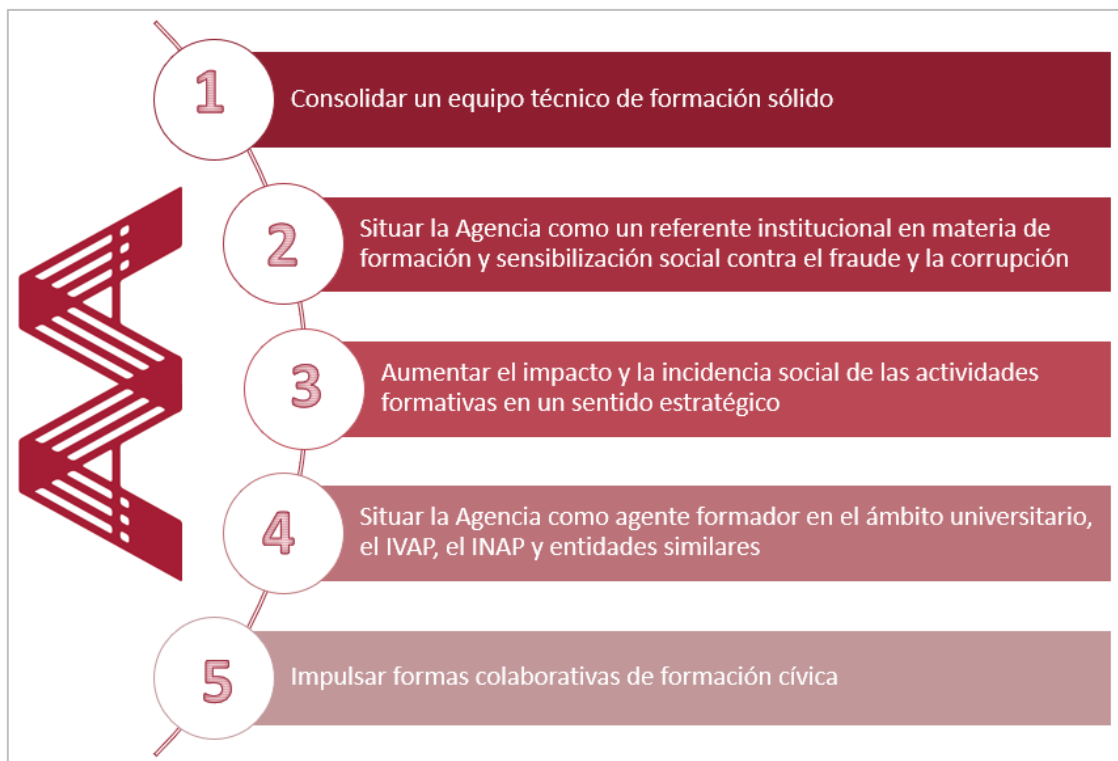 1
Consolidar un equipo técnico de formación sólido
2
Situar la Agencia como un referente institucional en materia de
formación y sensibilización social contra el fraude y la corrupción
3
Aumentar el impacto y la incidencia social de las actividades
formativas en un sentido estratégico
4
Situar la Agencia como agente formador en el ámbito universitario,
el IVAP, el INAP y entidades similares
5
Impulsar formas colaborativas de formación cívica